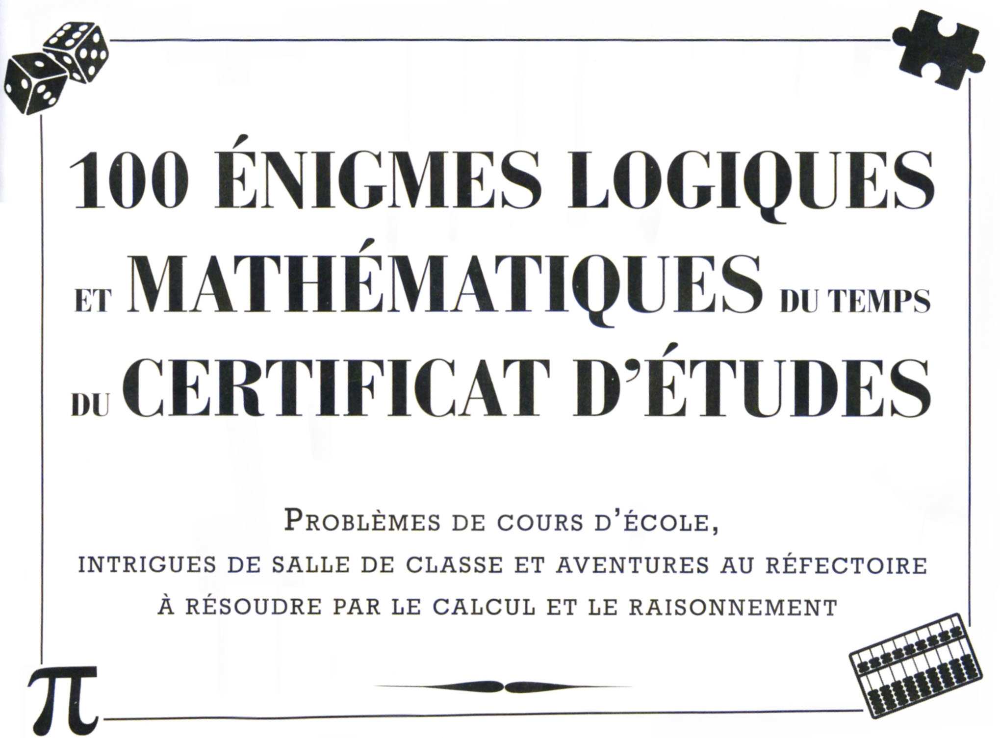 100 ÉNIGMES LOGIQUES
ET MATHÉMATIQUES DU TEMPS
DU CERTIFICAT D’ÉTUDES
PROBLÈMES DE COURS D’ÉCOLE,
INTRIGUES DE SALLE DE CLASSE ET AVENTURES AU RÉFECTOIRE
À RÉSOUDRE PAR LE CALCUL ET LE RAISONNEMENT
π